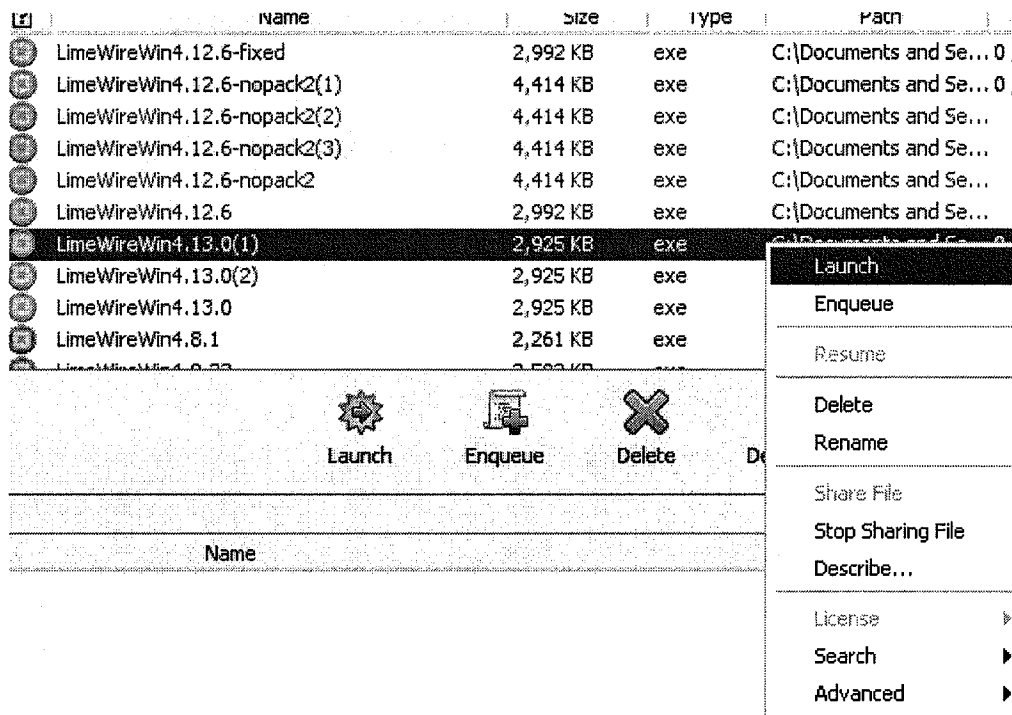 Name Size Type Path
LimeWireWin4.12.6-fixed 2,992 KB exe C:\Documents and Se... 0
LimeWireWin4.12.6-nopack2(1) 4,414 KB exe C:\Documents and Se... 0
LimeWireWin4.12.6-nopack2(2) 4,414 KB exe C:\Documents and Se...
LimeWireWin4.12.6-nopack2(3) 4,414 KB exe C:\Documents and Se...
LimeWireWin4.12.6-nopack2 4,414 KB exe C:\Documents and Se...
LimeWireWin4.12.6 2,992 KB exe C:\Documents and Se...
LimeWireWin4.13.0(1) 2,925 KB exe
Launch
LimeWireWin4.13.0(2) 2,925 KB exe
Enqueue
LimeWireWin4.13.0 2,925 KB exe
LimeWireWin4.8.1 2,261 KB exe
Resume
Delete
Rename
Launch Enqueue Delete
Share File
Stop Sharing File
Name
Describe...
License
Search
Advanced